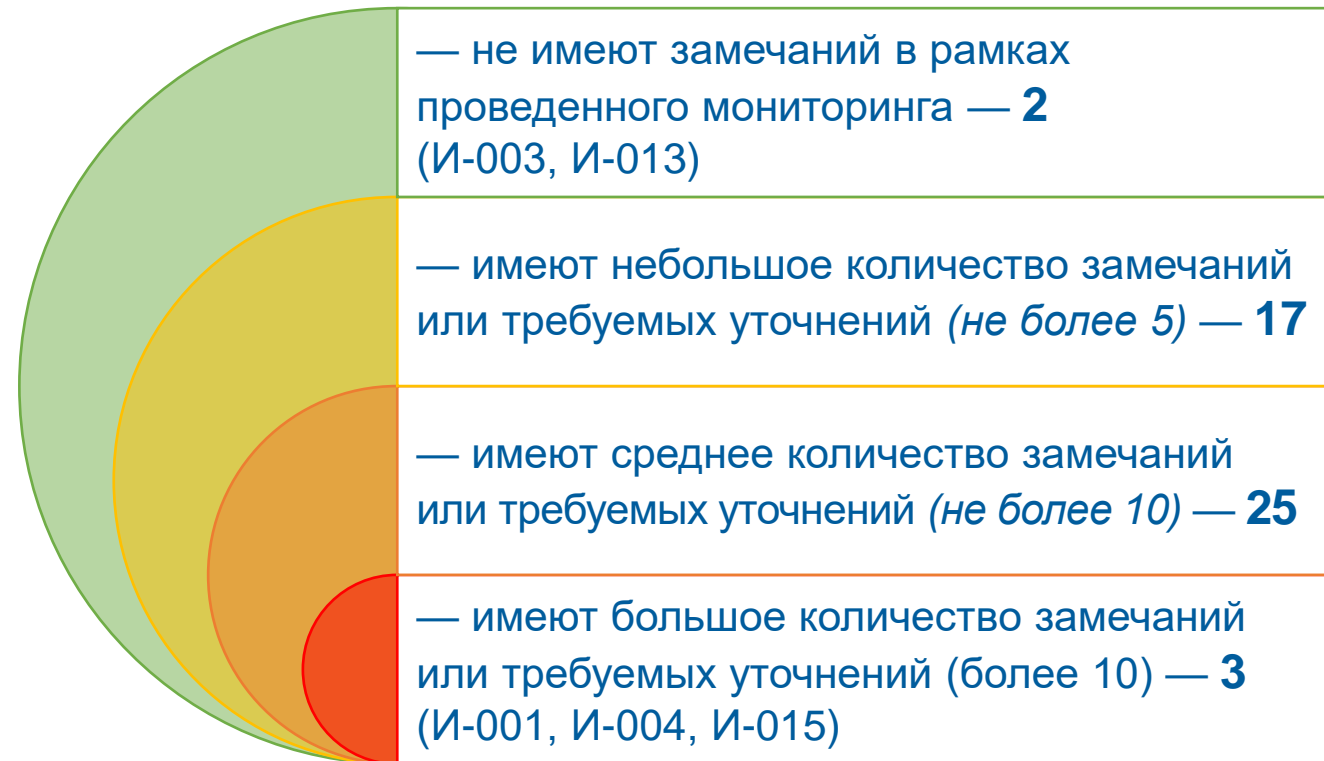 — не имеют замечаний в рамках
проведенного мониторинга — 2
(И-003, И-013)
— имеют небольшое количество замечаний
или требуемых уточнений (не более 5) — 17
— имеют среднее количество замечаний
или требуемых уточнений (не более 10) — 25
— имеют большое количество замечаний
или требуемых уточнений (более 10) — 3
(И-001, И-004, И-015)